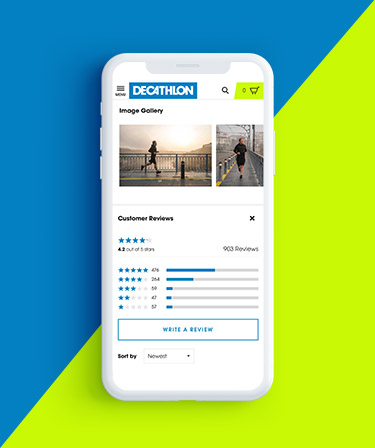 MENU
DECATHLON
0
Image Gallery
Customer Reviews
4.2 out of 5 stars
903 Reviews
476
264
59
47
57
WRITE A REVIEW
Sort by
Newest